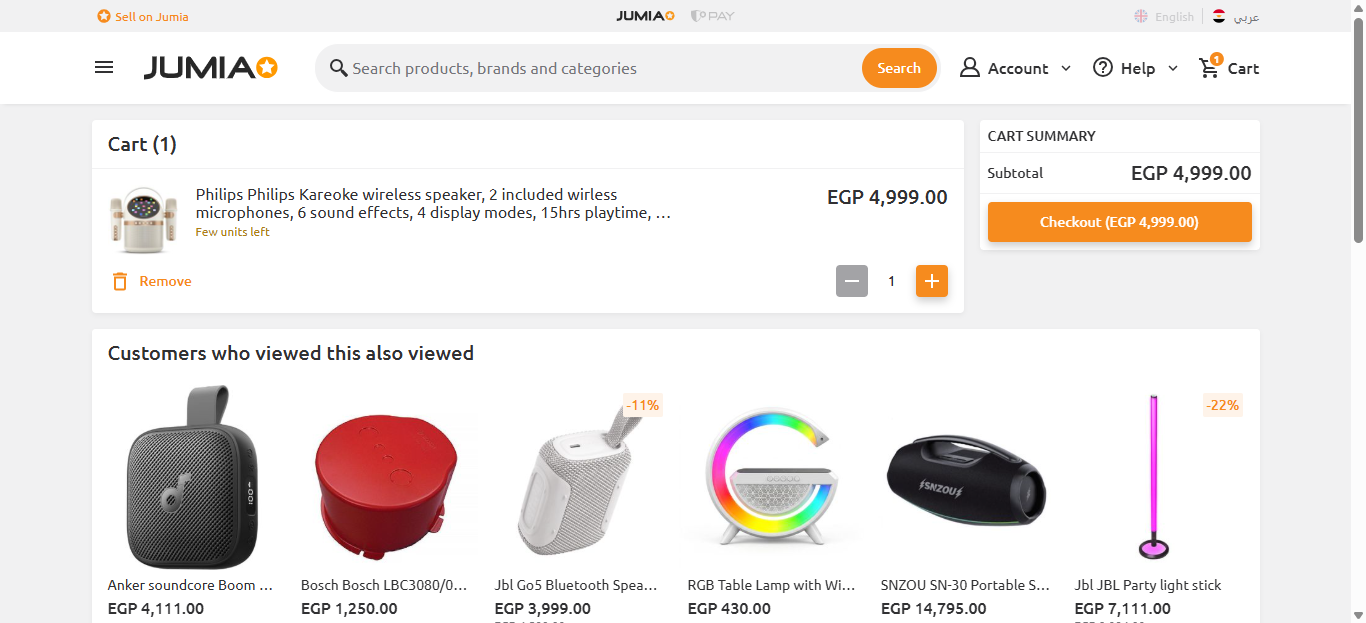 Sell on Jumia
JUMIA
PAY
English
عربي
JUMIA
Search products, brands and categories
Search
Account
Help
1
Cart
Cart (1)
Philips Philips Kareoke wireless speaker, 2 included wirless
microphones, 6 sound effects, 4 display modes, 15hrs playtime, …
Few units left
EGP 4,999.00
Remove
1
CART SUMMARY
Subtotal
EGP 4,999.00
Checkout (EGP 4,999.00)
Customers who viewed this also viewed
-11%
-22%
SNZOU
Anker soundcore Boom …
Bosch Bosch LBC3080/0…
Jbl Go5 Bluetooth Spea…
RGB Table Lamp with Wi…
SNZOU SN-30 Portable S…
Jbl JBL Party light stick
EGP 4,111.00
EGP 1,250.00
EGP 3,999.00
EGP 430.00
EGP 14,795.00
EGP 7,111.00